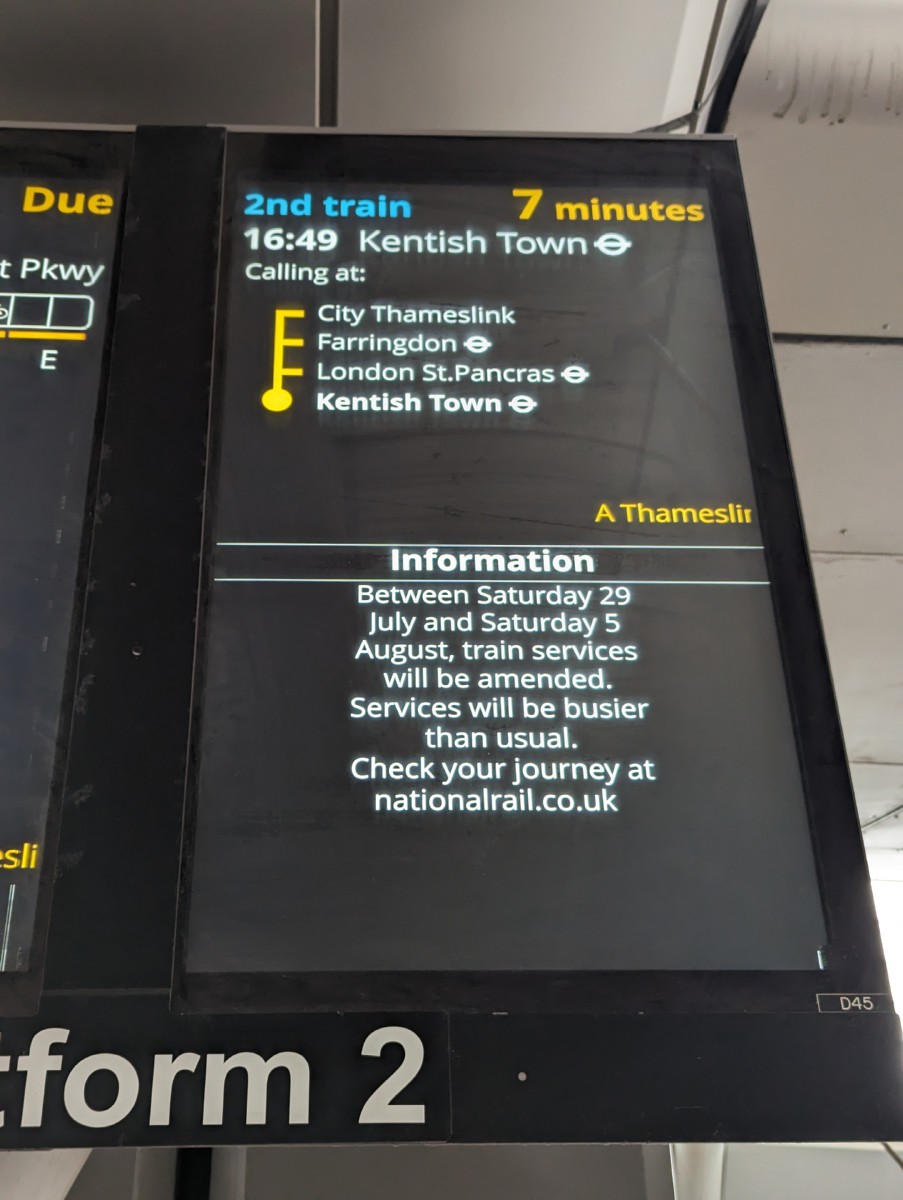 Due
t Pkwy
E
sli
2nd train 7 minutes
16:49 Kentish Town
Calling at:
City Thameslink
Farringdon
London St.Pancras
Kentish Town
A Thameslin
Information
Between Saturday 29
July and Saturday 5
August, train services
will be amended.
Services will be busier
than usual.
Check your journey at
nationalrail.co.uk
D45
tform 2